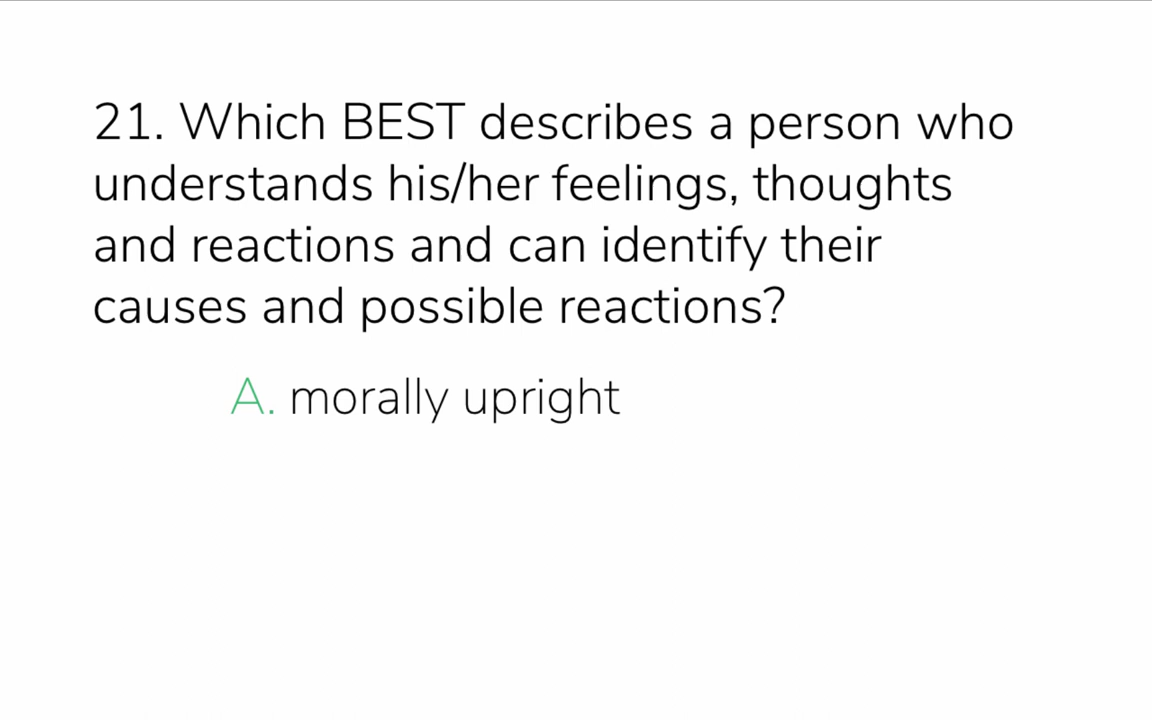 21. Which BEST describes a person who
understands his/her feelings, thoughts
and reactions and can identify their
causes and possible reactions?
A. morally upright